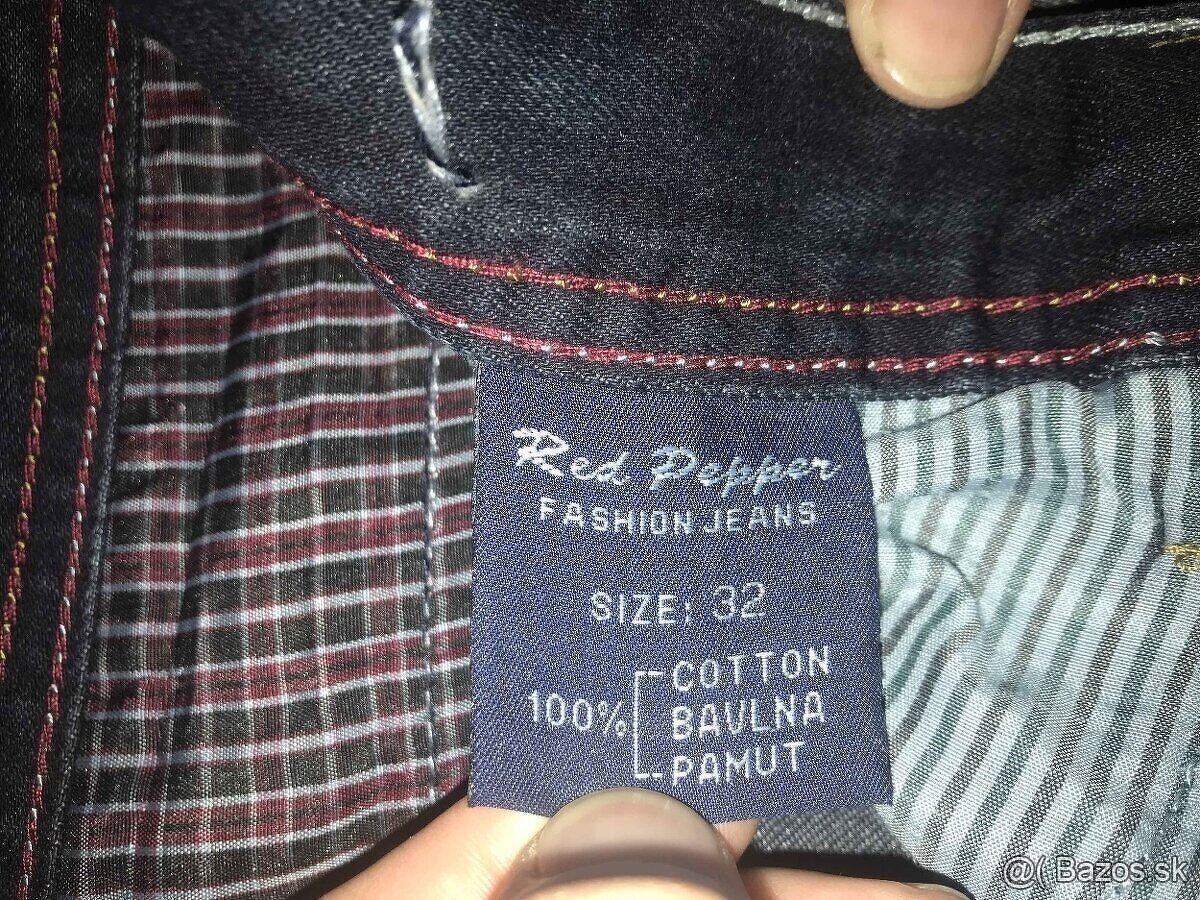 Red Pepper
FASHION JEANS
SIZE: 32
100%
COTTON
BAVLNA
PAMUT
@( Bazos.sk